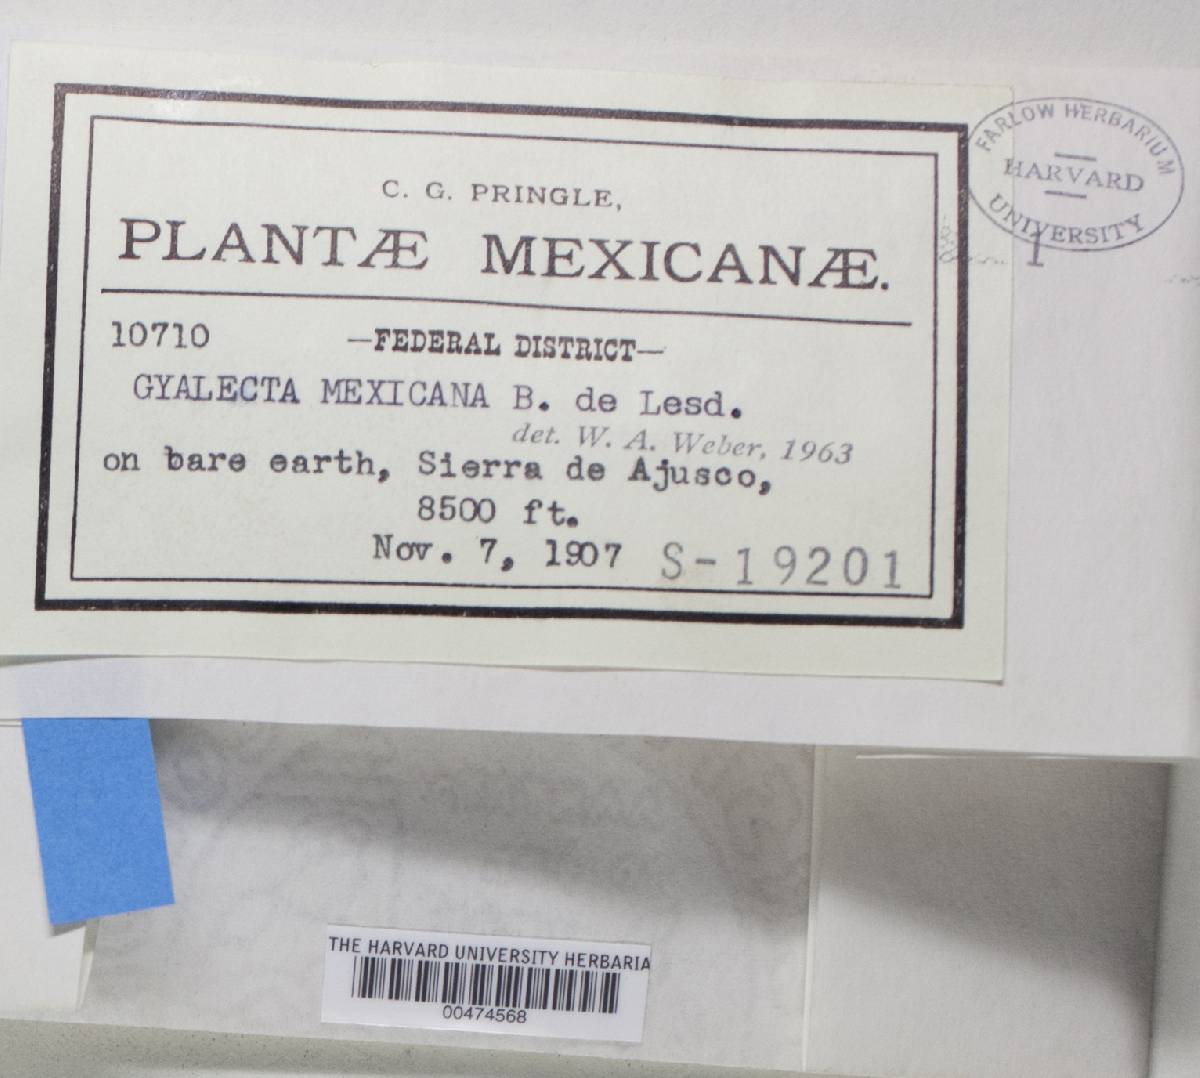 C. G. PRINGLE,
PLANTÆ MEXICANÆ.
10710 —FEDERAL DISTRICT—
GYALECTA MEXICANA B. de Lesd.
det. W. A. Weber, 1963
on bare earth, Sierra de Ajusco,
8500 ft.
Nov. 7, 1907 S-19201
FARLOW HERBARIUM
HARVARD
UNIVERSITY
1
THE HARVARD UNIVERSITY HERBARIA
00474568